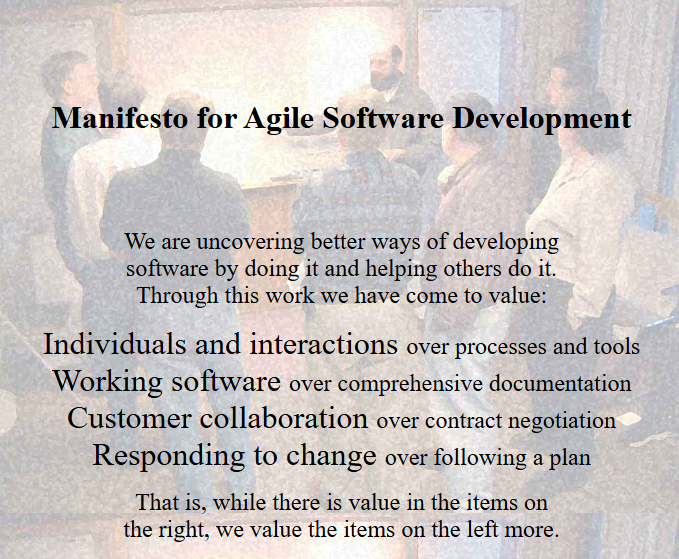 Manifesto for Agile Software Development
We are uncovering better ways of developing
software by doing it and helping others do it.
Through this work we have come to value:
Individuals and interactions over processes and tools
Working software over comprehensive documentation
Customer collaboration over contract negotiation
Responding to change over following a plan
That is, while there is value in the items on
the right, we value the items on the left more.